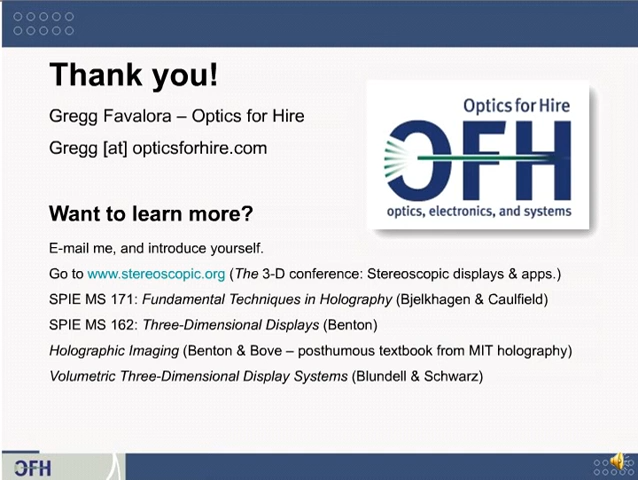 Thank you!
Gregg Favalora – Optics for Hire
Gregg [at] opticsforhire.com
Optics for Hire
OFH
optics, electronics, and systems
Want to learn more?
E-mail me, and introduce yourself.
Go to www.stereoscopic.org (The 3-D conference: Stereoscopic displays & apps.)
SPIE MS 171: Fundamental Techniques in Holography (Bjelkhagen & Caulfield)
SPIE MS 162: Three-Dimensional Displays (Benton)
Holographic Imaging (Benton & Bove – posthumous textbook from MIT holography)
Volumetric Three-Dimensional Display Systems (Blundell & Schwarz)
OFH